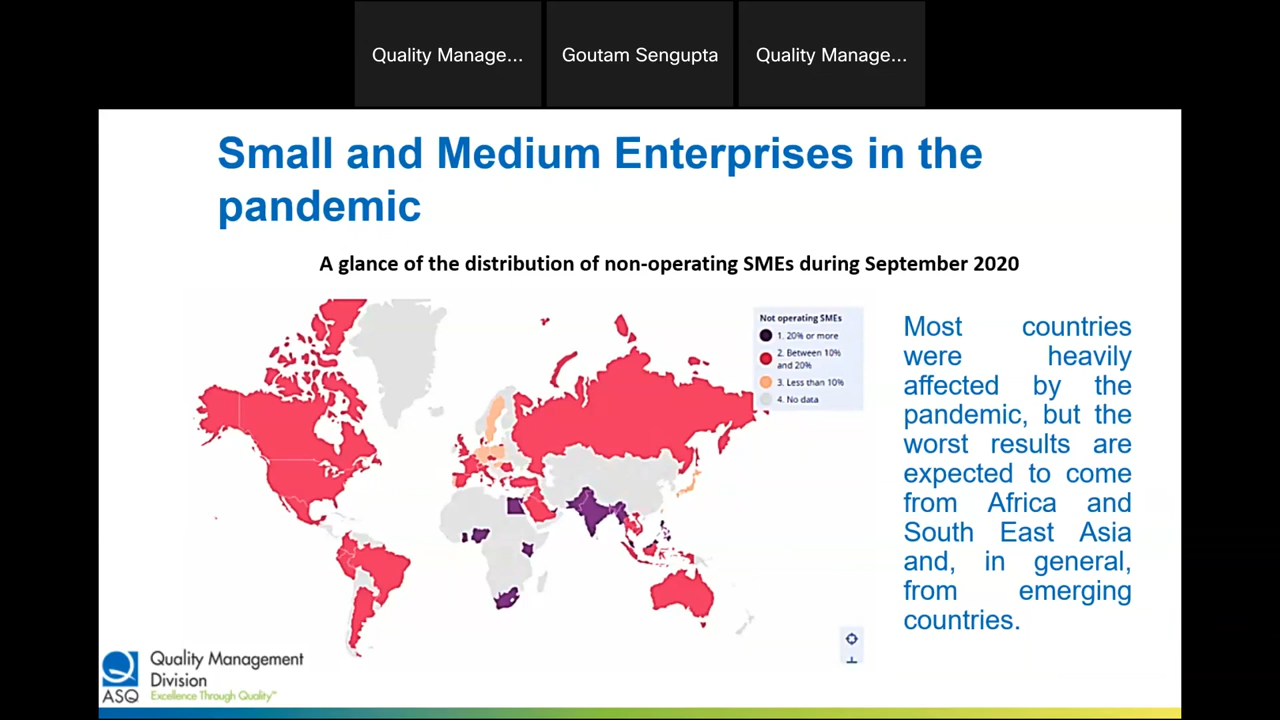 Quality Manage...
Goutam Sengupta
Quality Manage...
Small and Medium Enterprises in the
pandemic
A glance of the distribution of non-operating SMEs during September 2020
Not operating SMEs
1. 20% or more
2. Between 10%
and 20%
3. Less than 10%
4. No data
Most countries
were heavily
affected by the
pandemic, but the
worst results are
expected to come
from Africa and
South East Asia
and, in general,
from emerging
countries.
Quality Management
Division
Excellence Through Quality™
ASQ